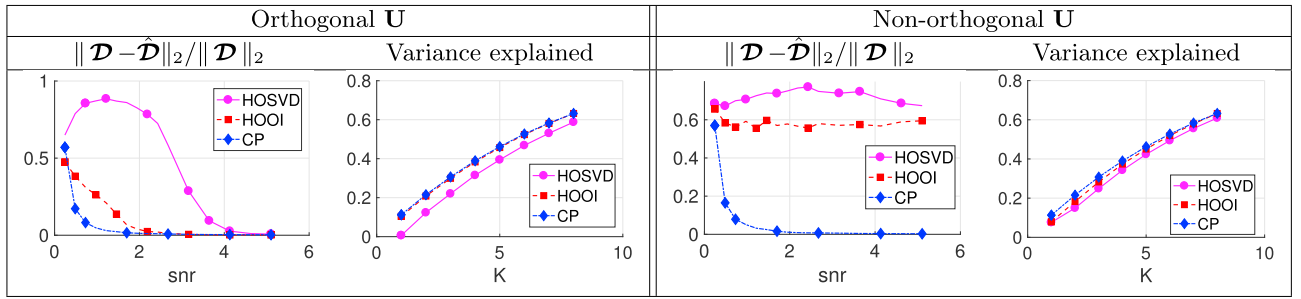 Orthogonal U
Non-orthogonal U
∥ 𝓓 − 𝓓̂ ∥₂/∥ 𝓓 ∥₂
Variance explained
∥ 𝓓 − 𝓓̂ ∥₂/∥ 𝓓 ∥₂
Variance explained
1
0.5
0
0 2 4 6
snr
HOSVD
HOOI
CP
0.8
0.6
0.4
0.2
0
0 5 10
K
HOSVD
HOOI
CP
0.6
0.4
0.2
0
0 2 4 6
snr
HOSVD
HOOI
CP
0.8
0.6
0.4
0.2
0
0 5 10
K
HOSVD
HOOI
CP